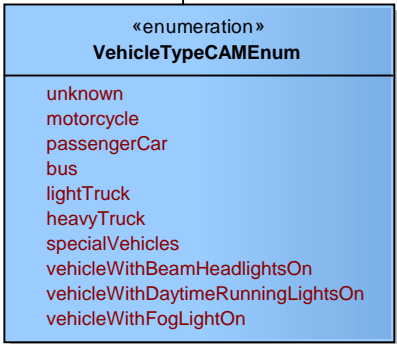 «enumeration»
VehicleTypeCAMEnum
unknown
motorcycle
passengerCar
bus
lightTruck
heavyTruck
specialVehicles
vehicleWithBeamHeadlightsOn
vehicleWithDaytimeRunningLightsOn
vehicleWithFogLightOn